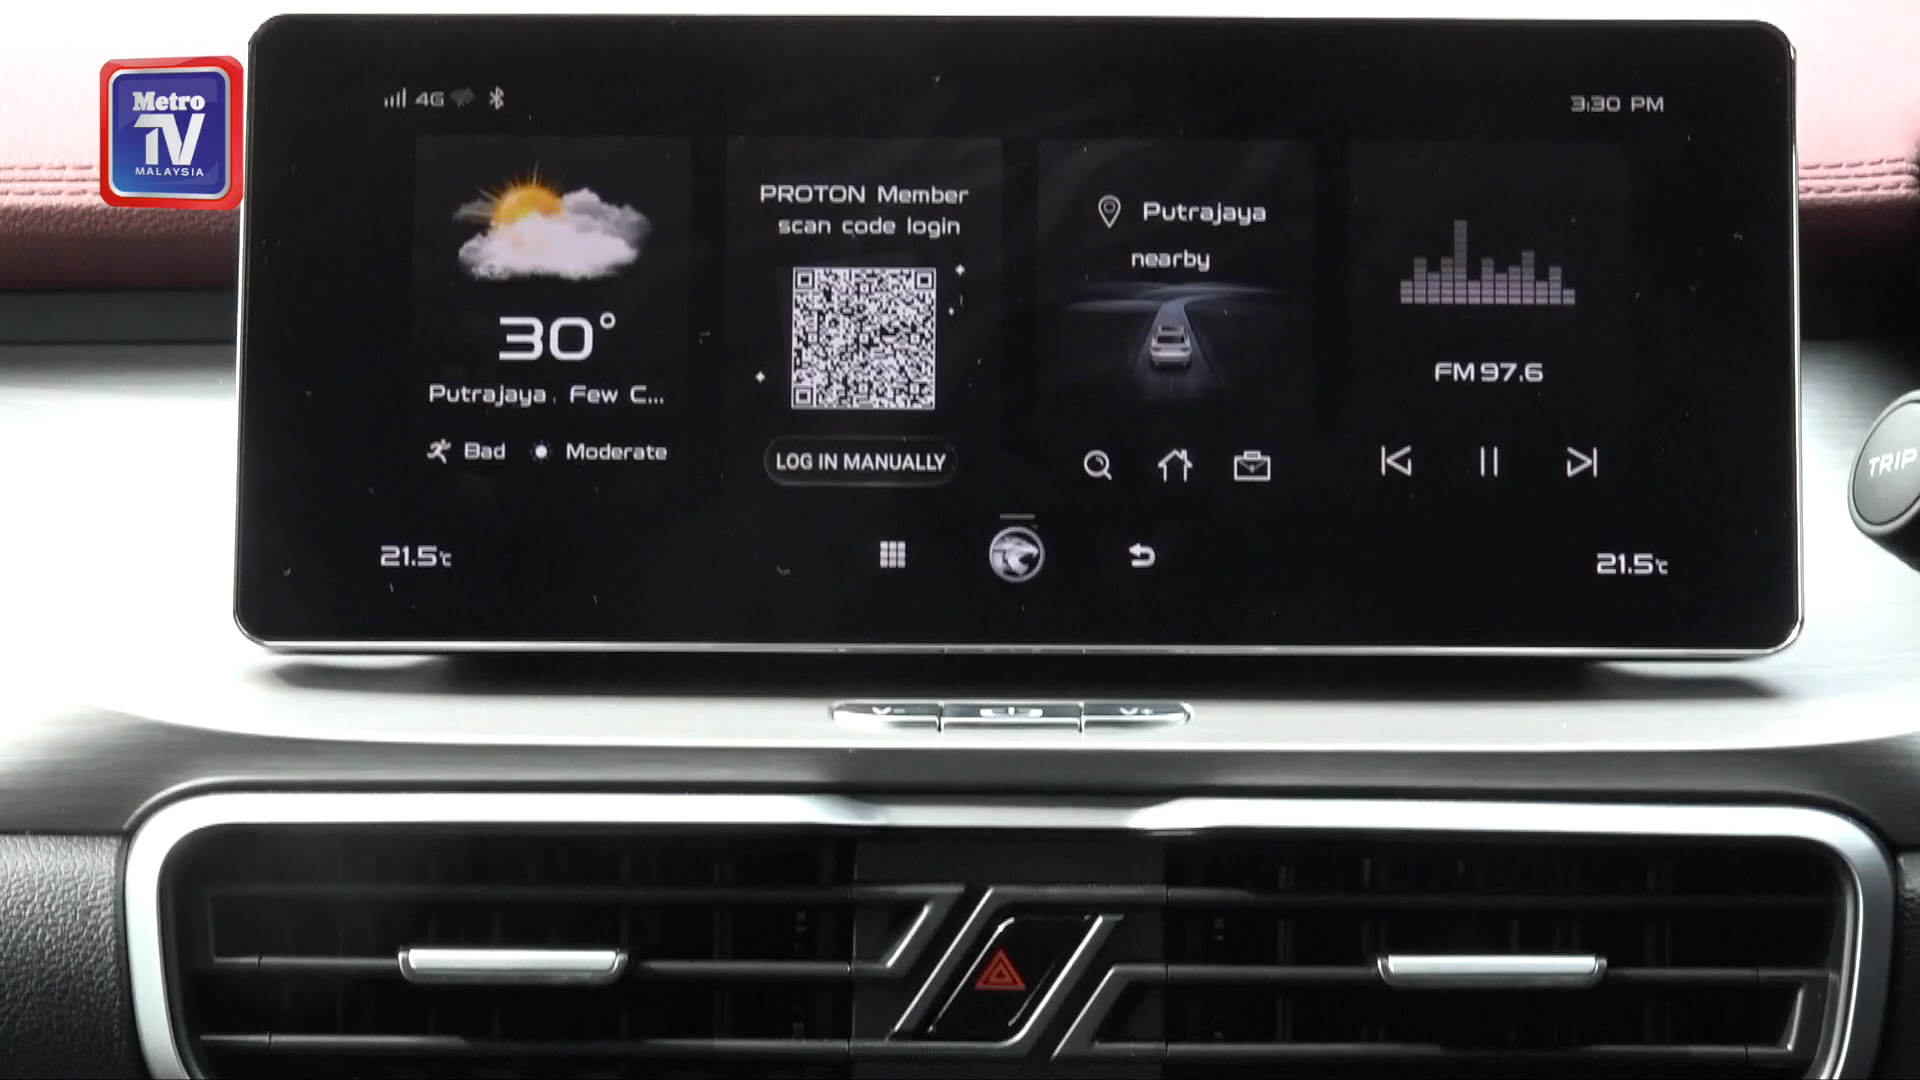 Metro
TV
MALAYSIA
4G
3:30 PM
30°
Putrajaya, Few C...
Bad
Moderate
PROTON Member
scan code login
LOG IN MANUALLY
Putrajaya
nearby
FM 97.6
21.5℃
21.5℃
V-
V+
TRIP